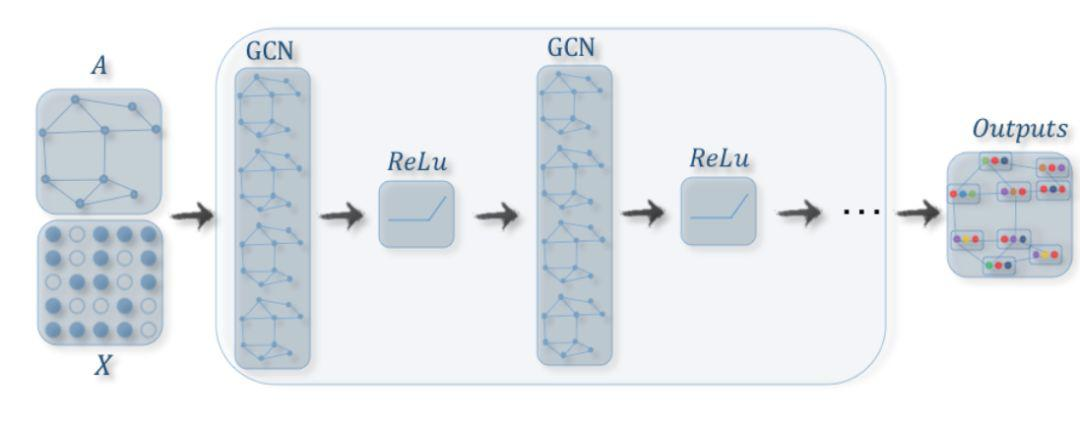 A
X
GCN
ReLu
GCN
ReLu
...
Outputs